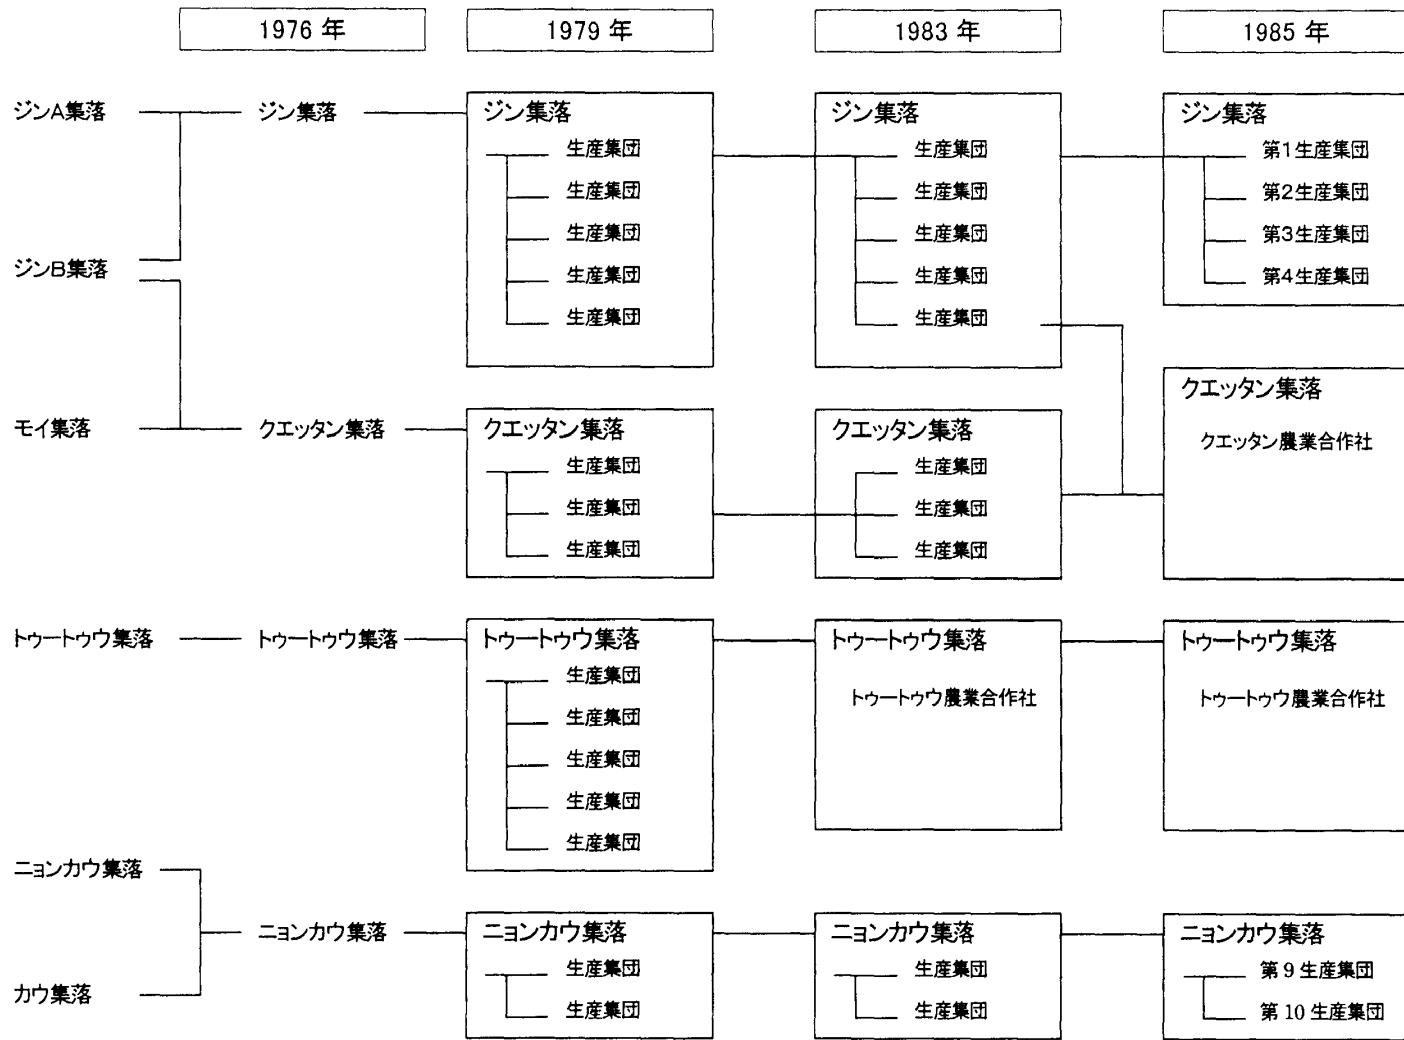 1976 年
1979 年
1983 年
1985 年
ジンA集落
ジン集落
ジン集落
生産集団
生産集団
生産集団
生産集団
生産集団
ジン集落
生産集団
生産集団
生産集団
生産集団
生産集団
ジン集落
第1生産集団
第2生産集団
第3生産集団
第4生産集団
ジンB集落
モイ集落
クエッタン集落
クエッタン集落
生産集団
生産集団
生産集団
クエッタン集落
生産集団
生産集団
生産集団
クエッタン集落
クエッタン農業合作社
トゥートゥウ集落
トゥートゥウ集落
トゥートゥウ集落
生産集団
生産集団
生産集団
生産集団
生産集団
トゥートゥウ集落
トゥートゥウ農業合作社
トゥートゥウ集落
トゥートゥウ農業合作社
ニョンカウ集落
カウ集落
ニョンカウ集落
ニョンカウ集落
生産集団
生産集団
ニョンカウ集落
生産集団
生産集団
ニョンカウ集落
第 9 生産集団
第 10 生産集団